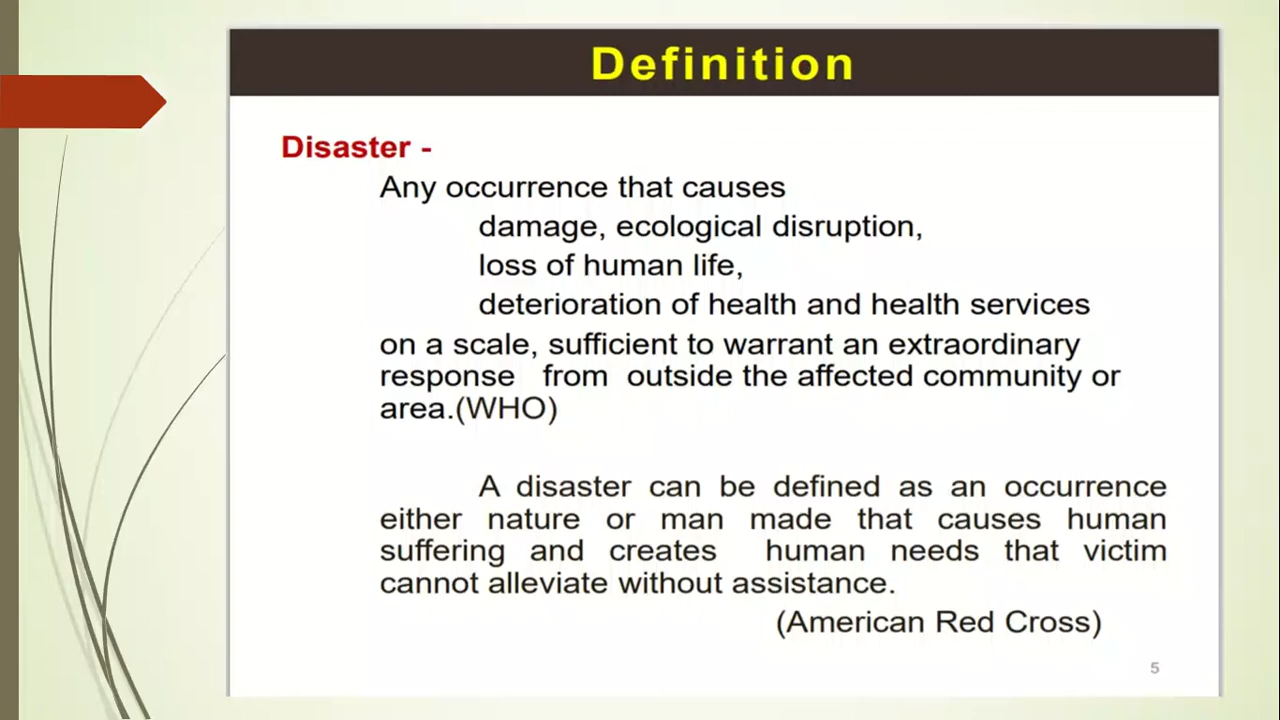 Definition
Disaster -
Any occurrence that causes
damage, ecological disruption,
loss of human life,
deterioration of health and health services
on a scale, sufficient to warrant an extraordinary
response from outside the affected community or
area.(WHO)
A disaster can be defined as an occurrence
either nature or man made that causes human
suffering and creates human needs that victim
cannot alleviate without assistance.
(American Red Cross)
5